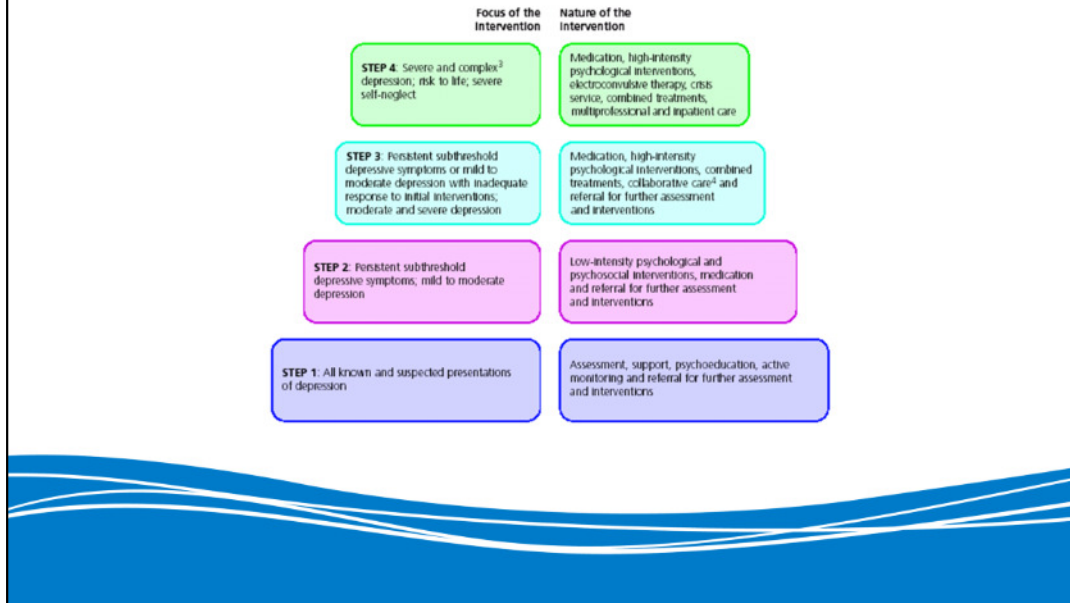 Focus of the
Intervention
Nature of the
Intervention
STEP 4: Severe and complex³
depression; risk to life; severe
self-neglect
Medication, high-intensity
psychological interventions,
electroconvulsive therapy, crisis
service, combined treatments,
multiprofessional and inpatient care
STEP 3: Persistent subthreshold
depressive symptoms or mild to
moderate depression with inadequate
response to initial interventions;
moderate and severe depression
Medication, high-intensity
psychological interventions, combined
treatments, collaborative care⁴ and
referral for further assessment
and interventions
STEP 2: Persistent subthreshold
depressive symptoms; mild to moderate
depression
Low-intensity psychological and
psychosocial interventions, medication
and referral for further assessment
and interventions
STEP 1: All known and suspected presentations
of depression
Assessment, support, psychoeducation, active
monitoring and referral for further assessment
and interventions